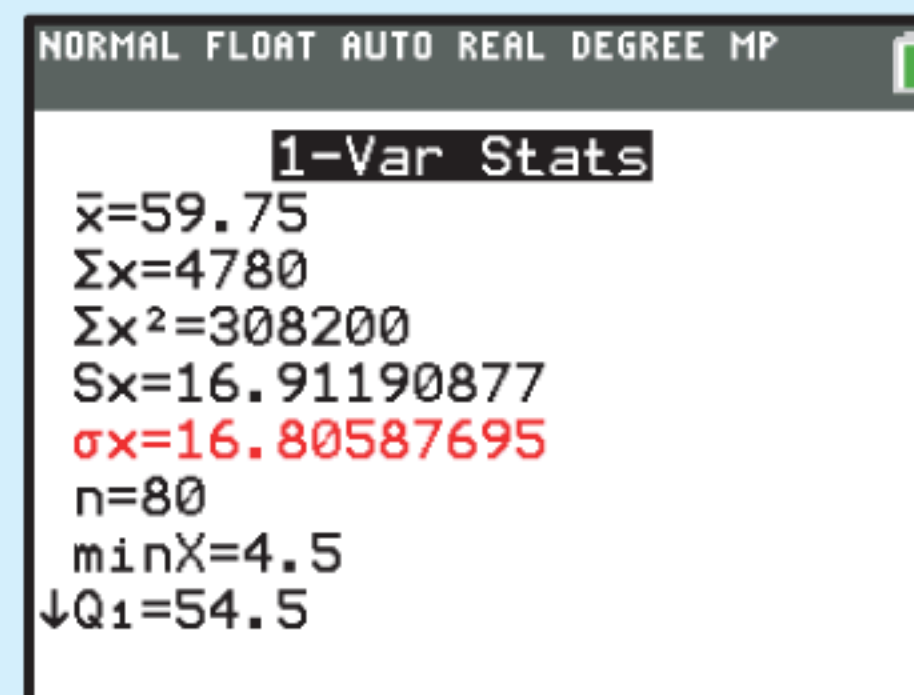 NORMAL FLOAT AUTO REAL DEGREE MP
1-Var Stats
x̄=59.75
Σx=4780
Σx²=308200
Sx=16.91190877
σx=16.80587695
n=80
minX=4.5
↓Q₁=54.5